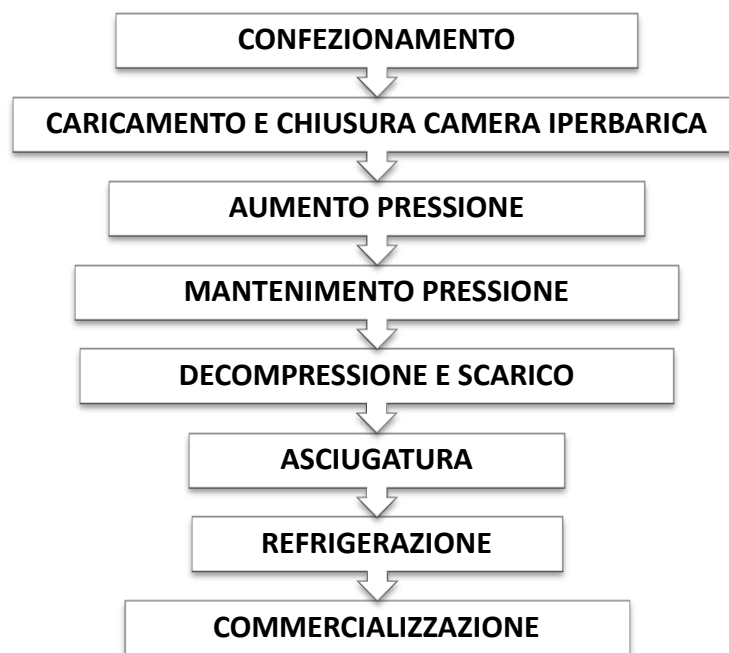 CONFEZIONAMENTO
CARICAMENTO E CHIUSURA CAMERA IPERBARICA
AUMENTO PRESSIONE
MANTENIMENTO PRESSIONE
DECOMPRESSIONE E SCARICO
ASCIUGATURA
REFRIGERAZIONE
COMMERCIALIZZAZIONE